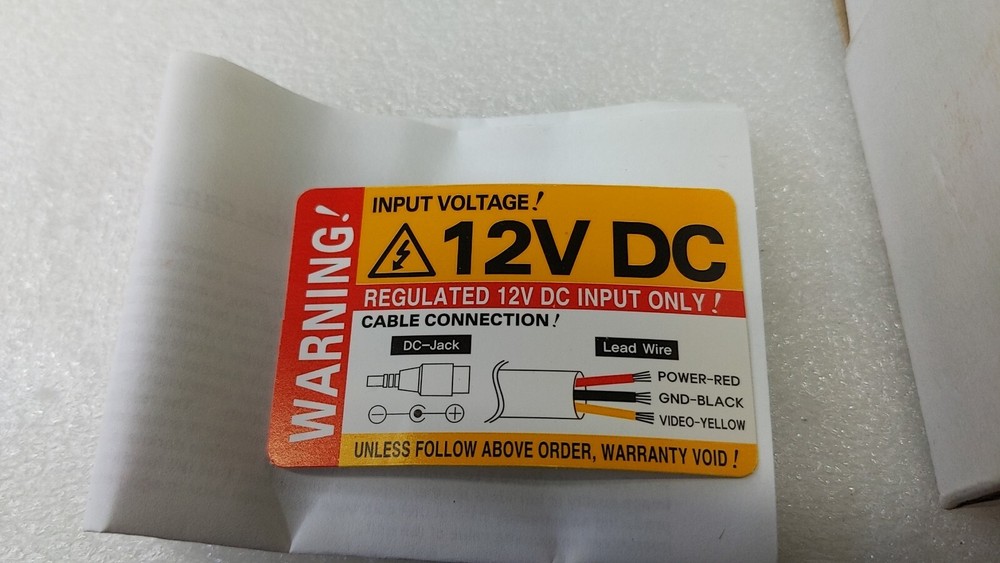 WARNING!
INPUT VOLTAGE!
12V DC
REGULATED 12V DC INPUT ONLY!
CABLE CONNECTION!
DC-Jack
Lead Wire
POWER-RED
GND-BLACK
VIDEO-YELLOW
UNLESS FOLLOW ABOVE ORDER, WARRANTY VOID!